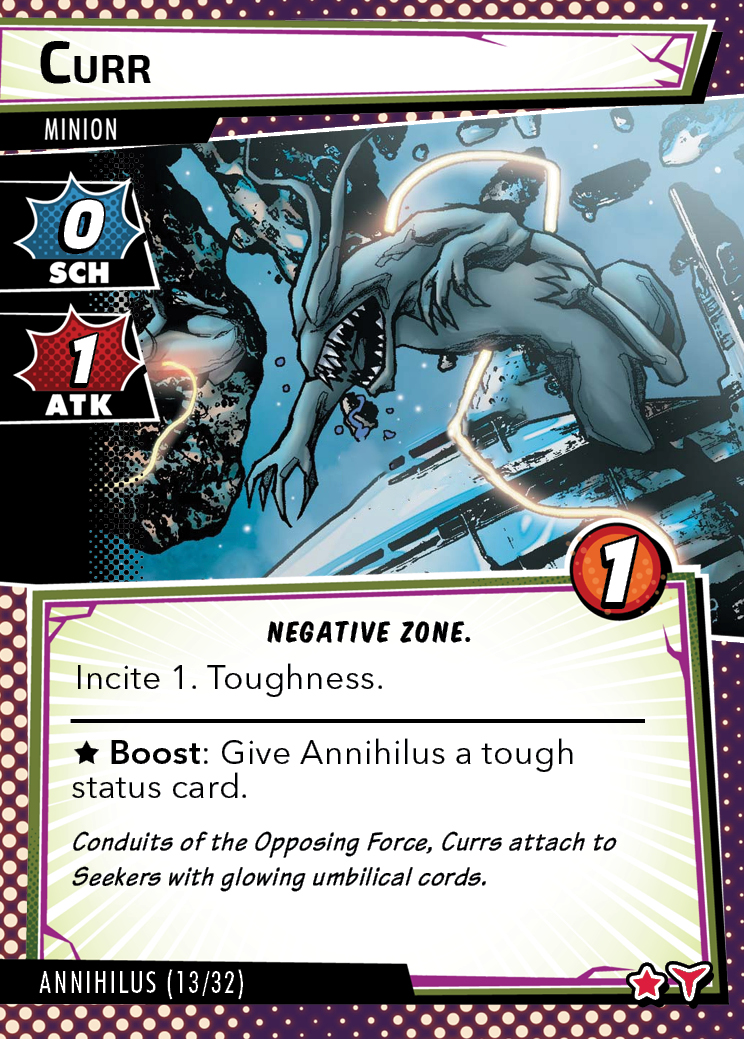 Curr
MINION
0
SCH
1
ATK
1
NEGATIVE ZONE.
Incite 1. Toughness.
★ Boost: Give Annihilus a tough
status card.
Conduits of the Opposing Force, Currs attach to
Seekers with glowing umbilical cords.
ANNIHILUS (13/32)